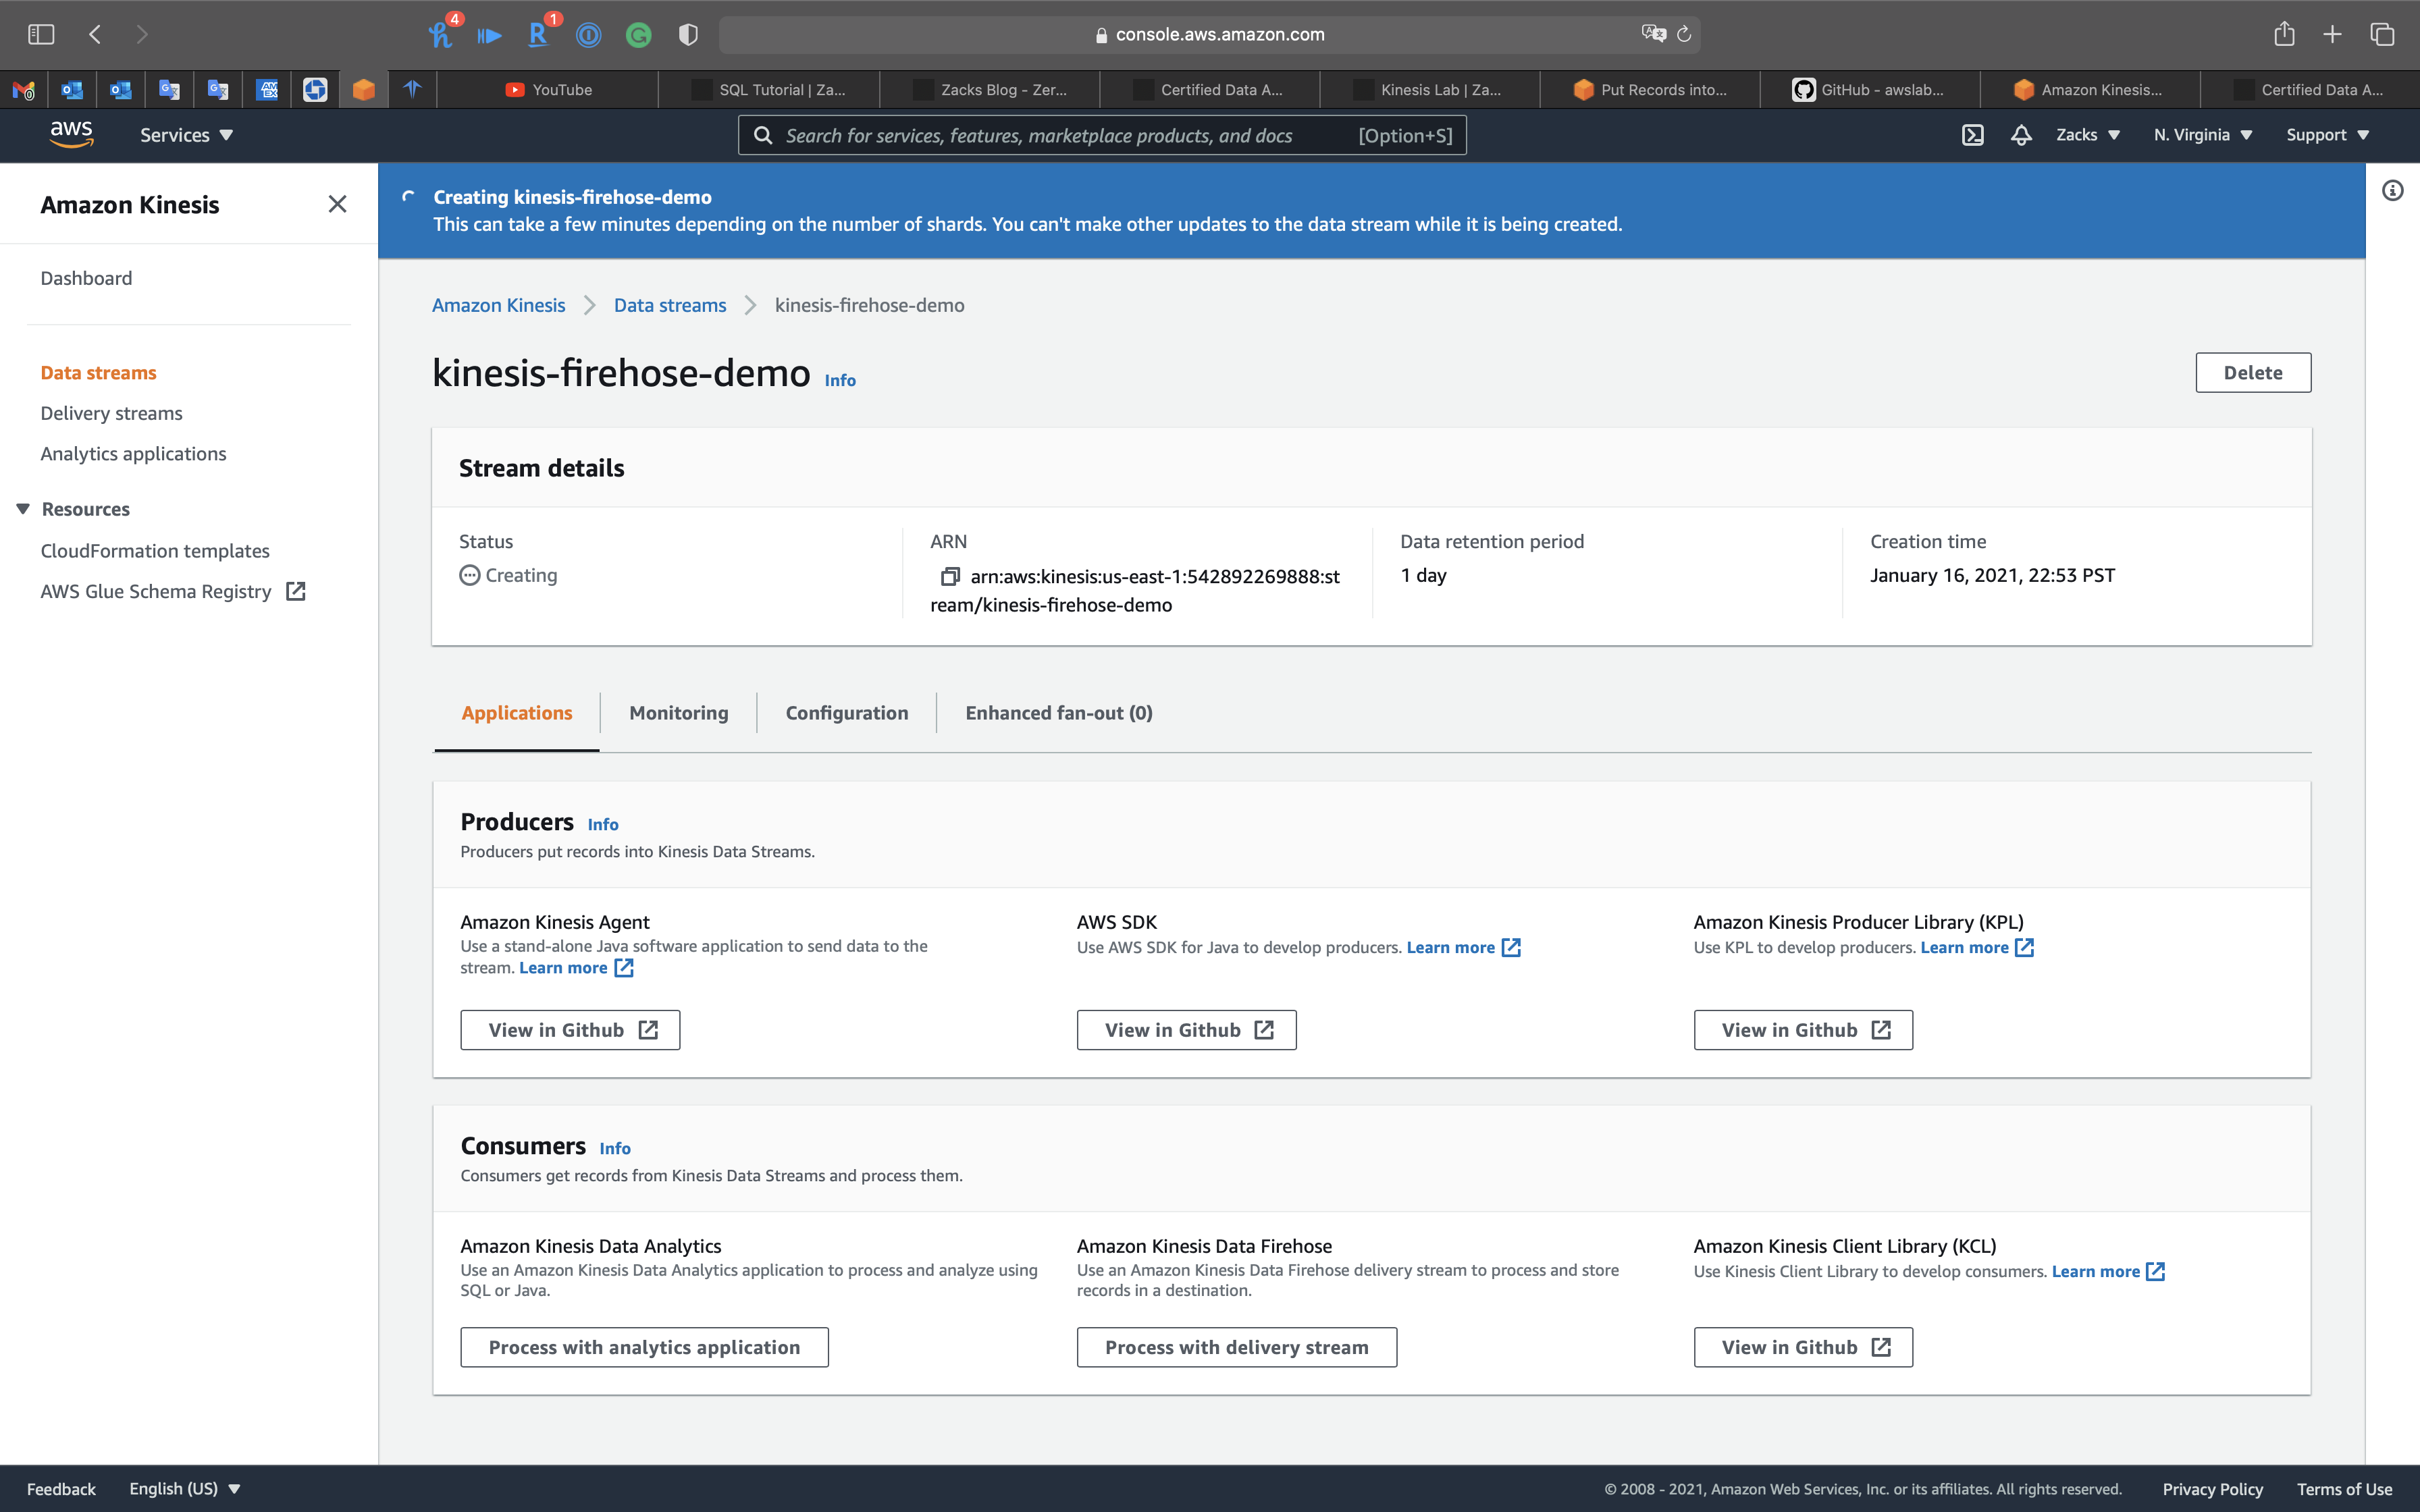 4
1
console.aws.amazon.com
YouTube
SQL Tutorial | Za...
Zacks Blog - Zer...
Certified Data A...
Kinesis Lab | Za...
Put Records into...
GitHub - awslab...
Amazon Kinesis...
Certified Data A...
aws
Services
Search for services, features, marketplace products, and docs
[Option+S]
Zacks
N. Virginia
Support
Amazon Kinesis
Dashboard
Data streams
Delivery streams
Analytics applications
Resources
CloudFormation templates
AWS Glue Schema Registry
Creating kinesis-firehose-demo
This can take a few minutes depending on the number of shards. You can't make other updates to the data stream while it is being created.
Amazon Kinesis
Data streams
kinesis-firehose-demo
kinesis-firehose-demo Info
Delete
Stream details
Status
Creating
ARN
arn:aws:kinesis:us-east-1:542892269888:st
ream/kinesis-firehose-demo
Data retention period
1 day
Creation time
January 16, 2021, 22:53 PST
Applications
Monitoring
Configuration
Enhanced fan-out (0)
Producers Info
Producers put records into Kinesis Data Streams.
Amazon Kinesis Agent
Use a stand-alone Java software application to send data to the
stream. Learn more
View in Github
AWS SDK
Use AWS SDK for Java to develop producers. Learn more
View in Github
Amazon Kinesis Producer Library (KPL)
Use KPL to develop producers. Learn more
View in Github
Consumers Info
Consumers get records from Kinesis Data Streams and process them.
Amazon Kinesis Data Analytics
Use an Amazon Kinesis Data Analytics application to process and analyze using
SQL or Java.
Process with analytics application
Amazon Kinesis Data Firehose
Use an Amazon Kinesis Data Firehose delivery stream to process and store
records in a destination.
Process with delivery stream
Amazon Kinesis Client Library (KCL)
Use Kinesis Client Library to develop consumers. Learn more
View in Github
Feedback
English (US)
© 2008 - 2021, Amazon Web Services, Inc. or its affiliates. All rights reserved.
Privacy Policy
Terms of Use